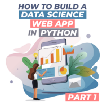 HOW TO BUILD A
DATA SCIENCE
WEB APP
IN PYTHON
PART 1